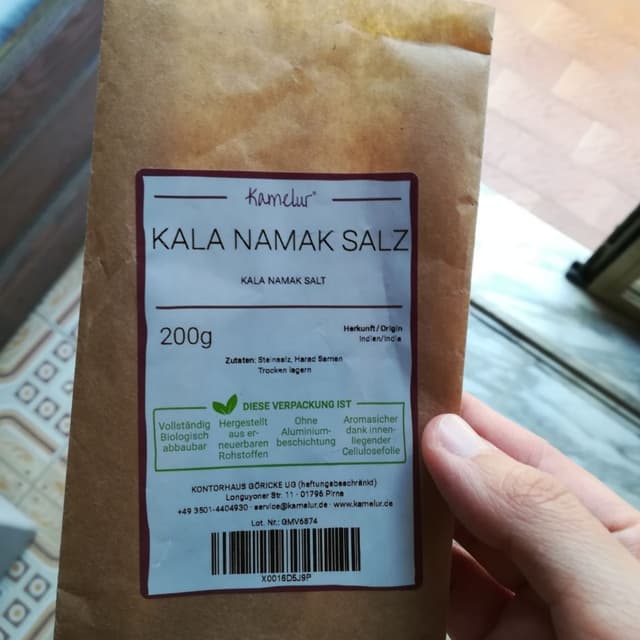 Kamelur®
KALA NAMAK SALZ
KALA NAMAK SALT
200g
Herkunft/Origin
Indien/India
Zutaten: Steinsalz, Harad Samen
Trocken lagern
DIESE VERPACKUNG IST
Vollständig
Biologisch
abbaubar
Hergestellt
aus er-
neuerbaren
Rohstoffen
Ohne
Aluminium-
beschichtung
Aromasicher
dank innen-
liegender
Cellulosefolie
KONTORHAUS GÖRICKE UG (haftungsbeschränkt)
Longuyoner Str. 11 · 01796 Pirna
+49 3501-4404930 · service@kamelur.de · www.kamelur.de
Lot. Nr.: GMV6874
X0016D5J9P